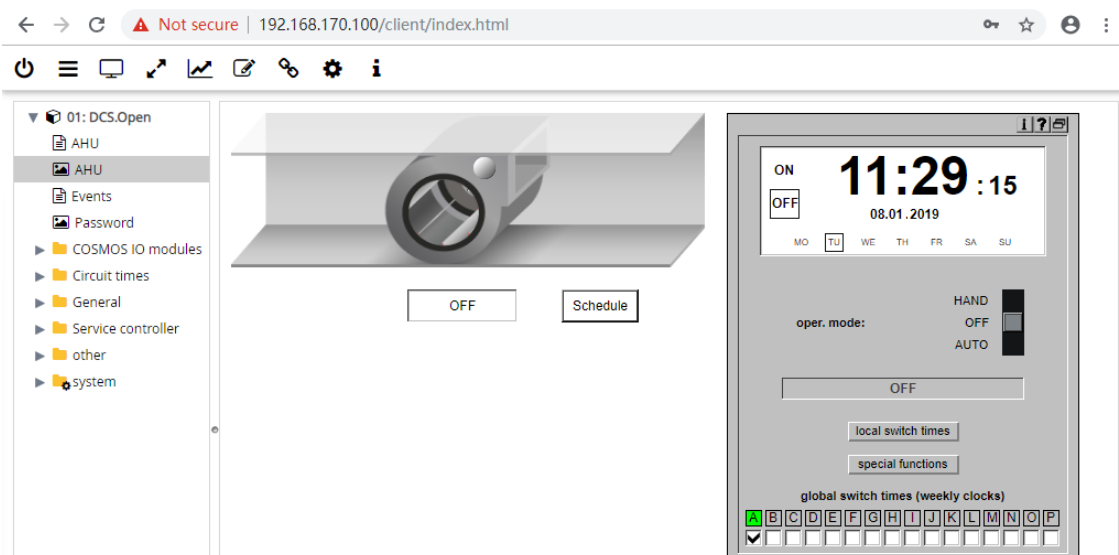 Not secure | 192.168.170.100/client/index.html
01: DCS.Open
AHU
AHU
Events
Password
COSMOS IO modules
Circuit times
General
Service controller
other
system
OFF
Schedule
i ?
ON
OFF
11:29 :15
08.01.2019
MO TU WE TH FR SA SU
HAND
oper. mode: OFF
AUTO
OFF
local switch times
special functions
global switch times (weekly clocks)
A B C D E F G H I J K L M N O P